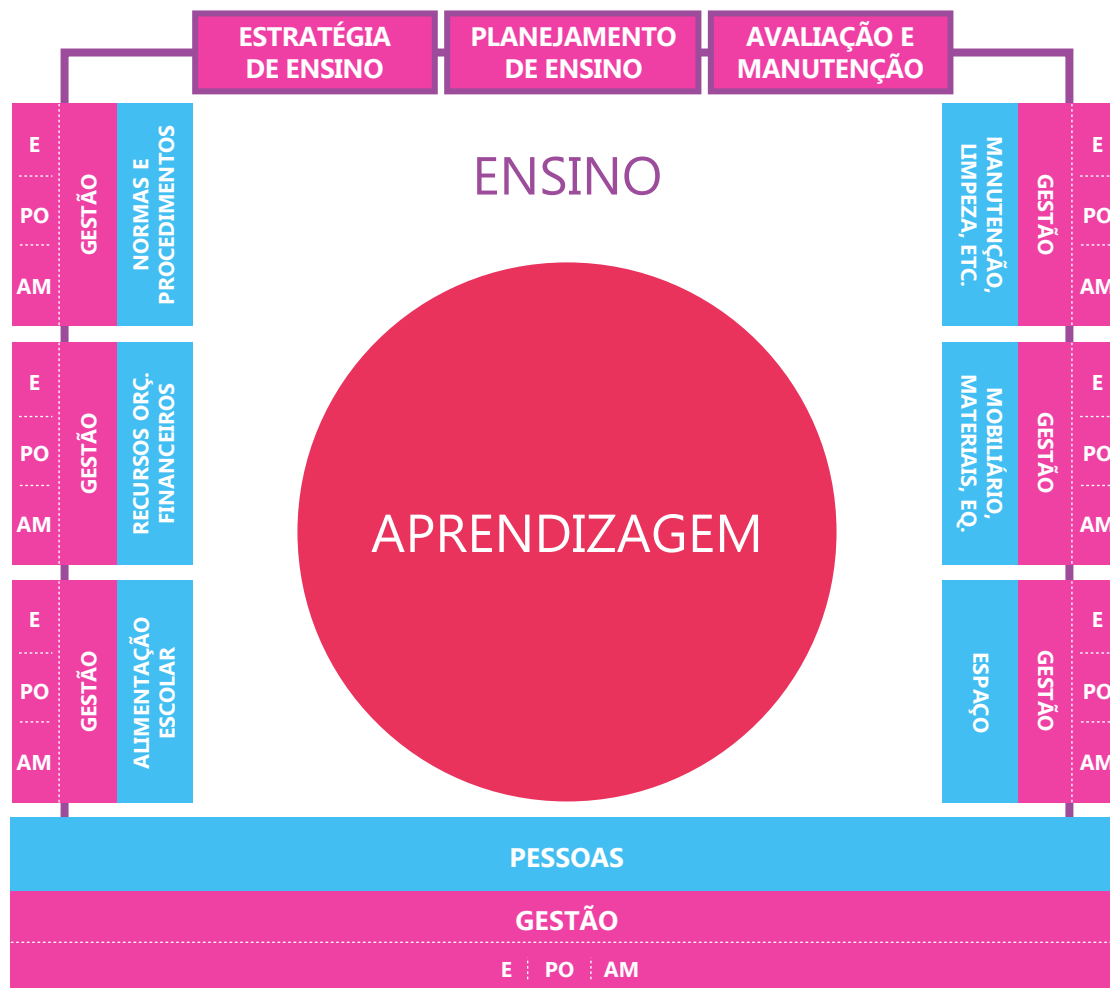 ESTRATÉGIA
DE ENSINO
PLANEJAMENTO
DE ENSINO
AVALIAÇÃO E
MANUTENÇÃO
ENSINO
APRENDIZAGEM
E
PO
AM
GESTÃO
NORMAS E
PROCEDIMENTOS
E
PO
AM
GESTÃO
RECURSOS ORÇ.
FINANCEIROS
E
PO
AM
GESTÃO
ALIMENTAÇÃO
ESCOLAR
MANUTENÇÃO,
LIMPEZA, ETC.
GESTÃO
E
PO
AM
MOBILIÁRIO,
MATERIAIS, EQ.
GESTÃO
E
PO
AM
ESPAÇO
GESTÃO
E
PO
AM
PESSOAS
GESTÃO
E PO AM